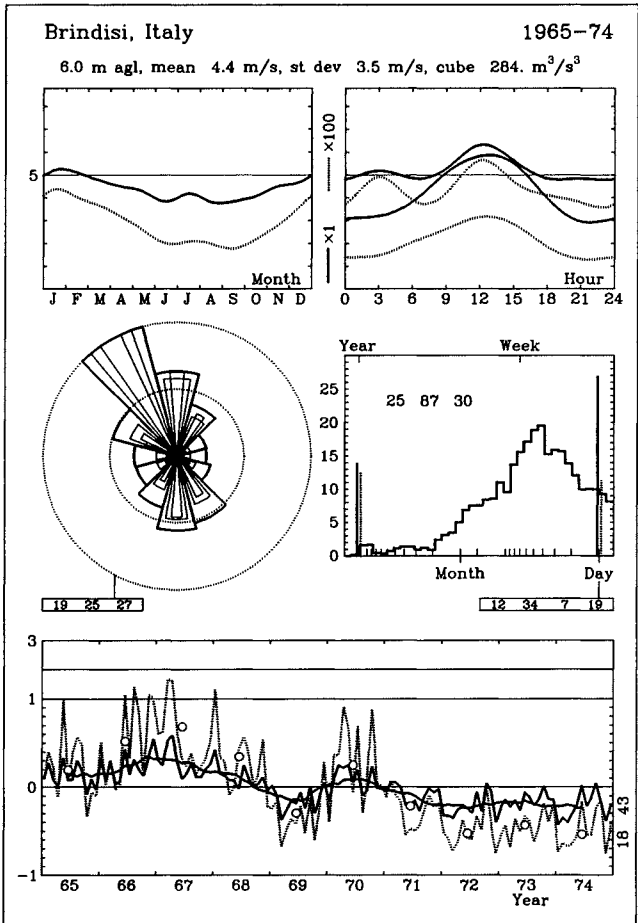 Brindisi, Italy 1965-74
6.0 m agl, mean 4.4 m/s, st dev 3.5 m/s, cube 284. m³/s³
5
×1 ×100
Month
J F M A M J J A S O N D
Hour
0 3 6 9 12 15 18 21 24
Year Week
25
20
15
10
5
0
25 87 30
Month Day
19 25 27
12 34 7 19
3
1
0
-1
65 66 67 68 69 70 71 72 73 74
Year
18 43